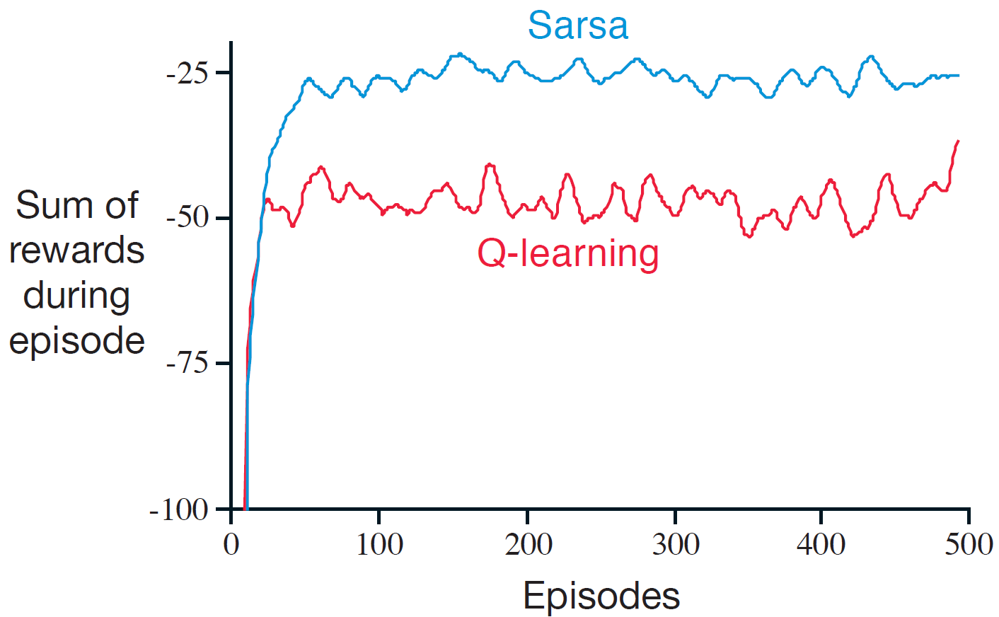 Sarsa
-25
-50
-75
-100
Sum of
rewards
during
episode
Q-learning
0 100 200 300 400 500
Episodes